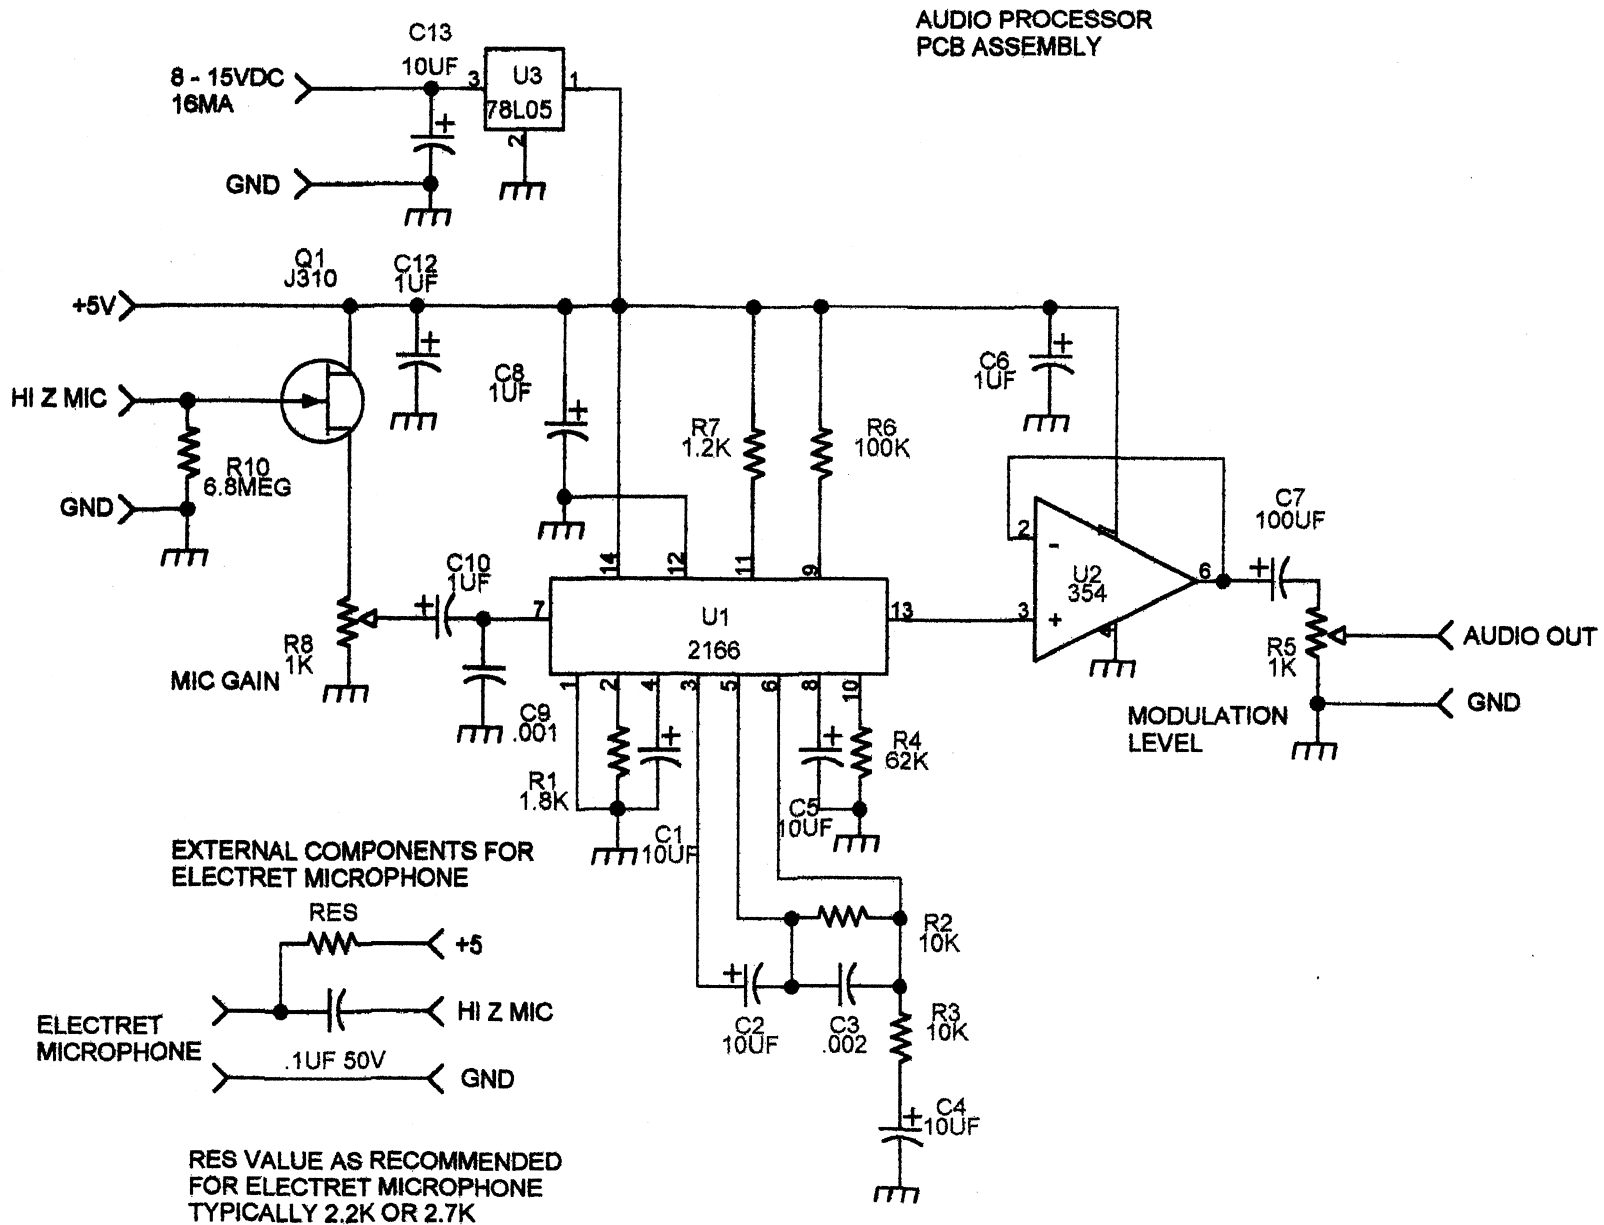 AUDIO PROCESSOR
PCB ASSEMBLY
C13
10UF
8 - 15VDC
16MA
3
U3
78L05
1
2
GND
Q1
J310
C12
1UF
+5V
+
+
HI Z MIC
C8
1UF
+
C6
1UF
+
R7
1.2K
R6
100K
R10
6.8MEG
GND
C7
100UF
14
12
11
9
2
-
7
U2
354
6
+
3
+
C10
1UF
+
7
U1
2166
13
R8
1K
MIC GAIN
R5
1K
AUDIO OUT
GND
1
2
4
3
5
6
8
10
C9
.001
MODULATION
LEVEL
+
+
R4
62K
R1
1.8K
C1
10UF
C5
10UF
EXTERNAL COMPONENTS FOR
ELECTRET MICROPHONE
RES
+5
R2
10K
+
HI Z MIC
ELECTRET
MICROPHONE
C2
10UF
C3
.002
R3
10K
.1UF 50V
GND
+
C4
10UF
RES VALUE AS RECOMMENDED
FOR ELECTRET MICROPHONE
TYPICALLY 2.2K OR 2.7K